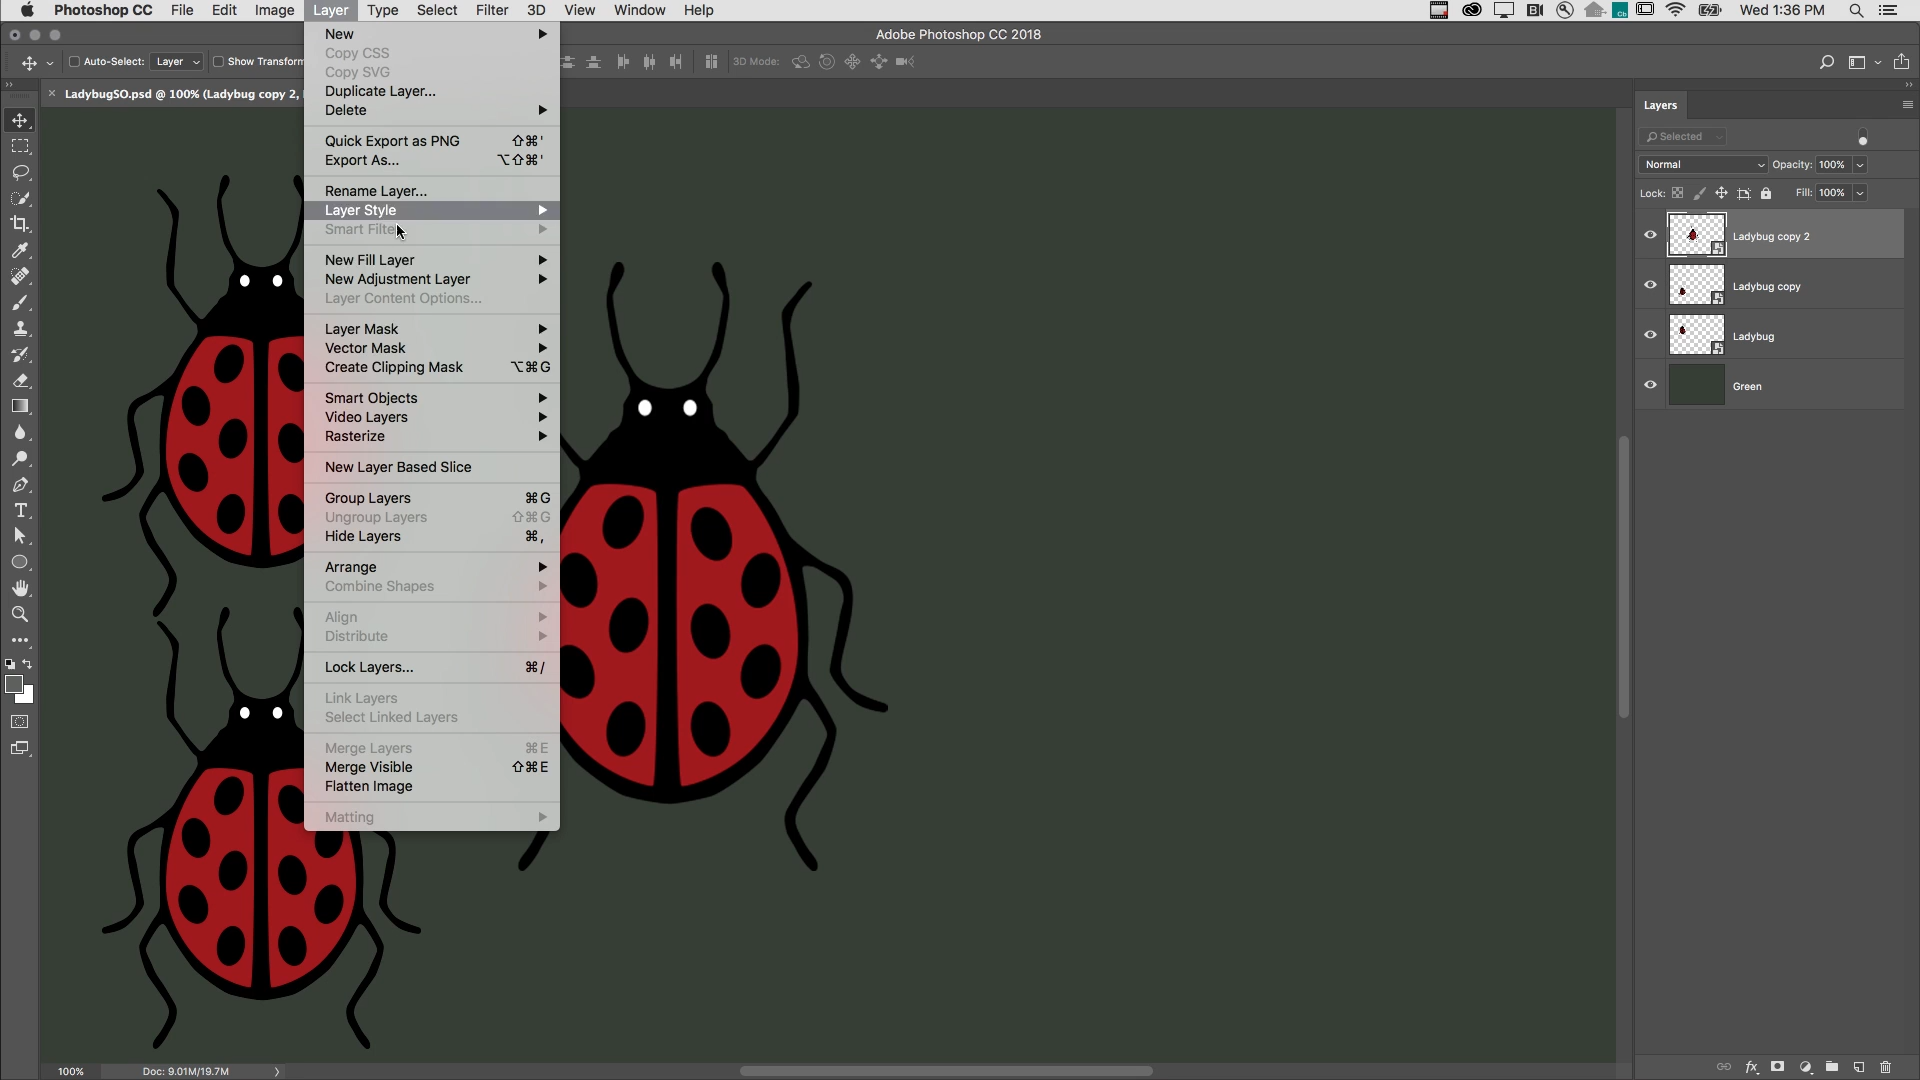 Photoshop CC File Edit Image Layer Type Select Filter 3D View Window Help Wed 1:36 PM
Adobe Photoshop CC 2018
Auto-Select: Layer Show Transform 3D Mode:
× LadybugSO.psd @ 100% (Ladybug copy 2,
New
Copy CSS
Copy SVG
Duplicate Layer...
Delete
Quick Export as PNG ⇧⌘'
Export As... ⌥⇧⌘'
Rename Layer...
Layer Style
Smart Filte
New Fill Layer
New Adjustment Layer
Layer Content Options...
Layer Mask
Vector Mask
Create Clipping Mask ⌥⌘G
Smart Objects
Video Layers
Rasterize
New Layer Based Slice
Group Layers ⌘G
Ungroup Layers ⇧⌘G
Hide Layers ⌘,
Arrange
Combine Shapes
Align
Distribute
Lock Layers... ⌘/
Link Layers
Select Linked Layers
Merge Layers ⌘E
Merge Visible ⇧⌘E
Flatten Image
Matting
Layers
Selected
Normal Opacity: 100%
Lock: Fill: 100%
Ladybug copy 2
Ladybug copy
Ladybug
Green
100% Doc: 9.01M/19.7M